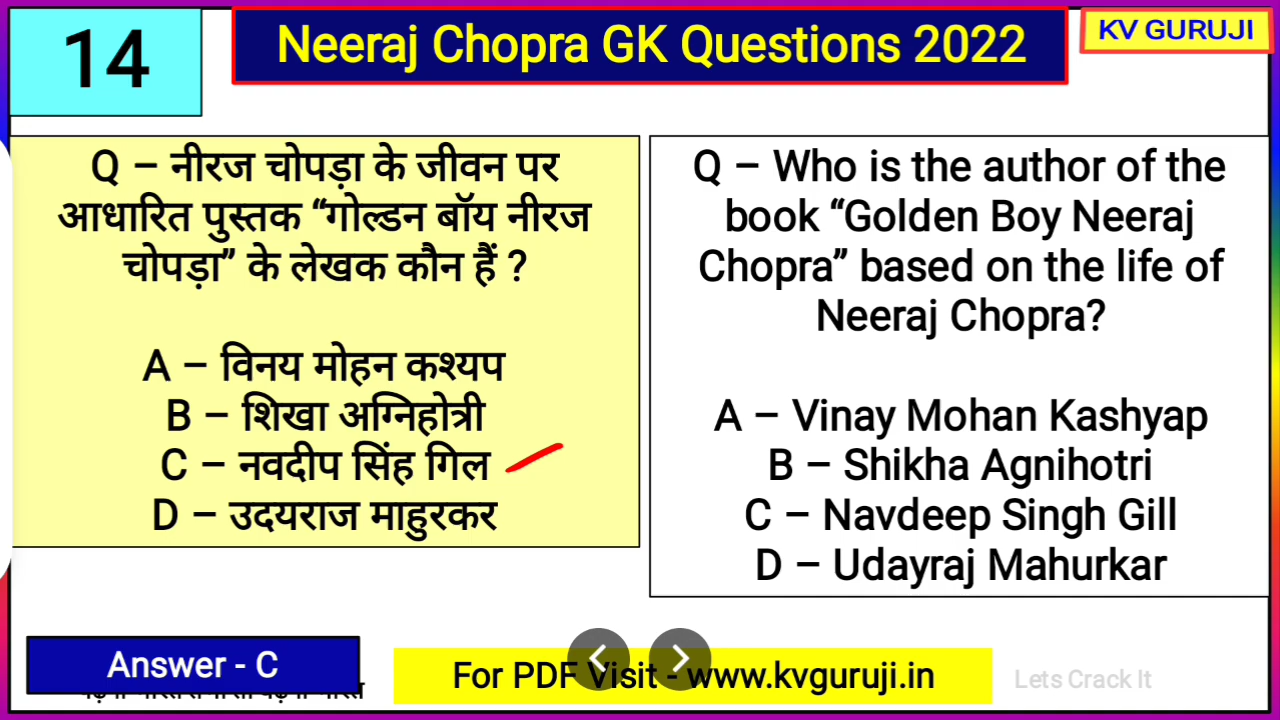 14
Neeraj Chopra GK Questions 2022
KV GURUJI
Q – नीरज चोपड़ा के जीवन पर
आधारित पुस्तक “गोल्डन बॉय नीरज
चोपड़ा” के लेखक कौन हैं ?
A – विनय मोहन कश्यप
B – शिखा अग्निहोत्री
C – नवदीप सिंह गिल
D – उदयराज माहुरकर
Q – Who is the author of the
book “Golden Boy Neeraj
Chopra” based on the life of
Neeraj Chopra?
A – Vinay Mohan Kashyap
B – Shikha Agnihotri
C – Navdeep Singh Gill
D – Udayraj Mahurkar
Answer - C
For PDF Visit - www.kvguruji.in
Lets Crack It